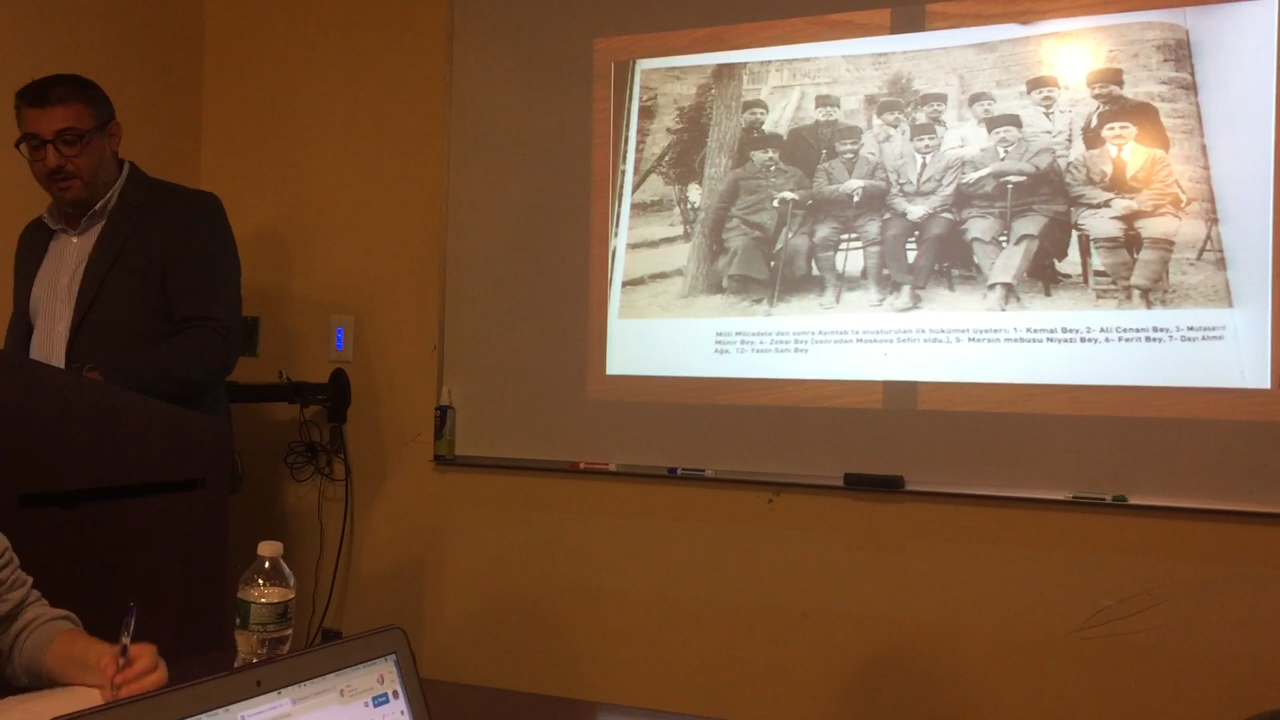 Milli Mücadele'den sonra Ayıntab'ta oluşturulan ilk hükümet üyeleri; 1- Kemal Bey, 2- Ali Cenani Bey, 3- Mutasarrıf
Münir Bey, 4- Zekai Bey (sonradan Moskova Sefiri oldu.), 5- Mersin mebusu Niyazi Bey, 6- Ferit Bey, 7- Dayı Ahmet
Ağa, 12- Yasin Sani Bey